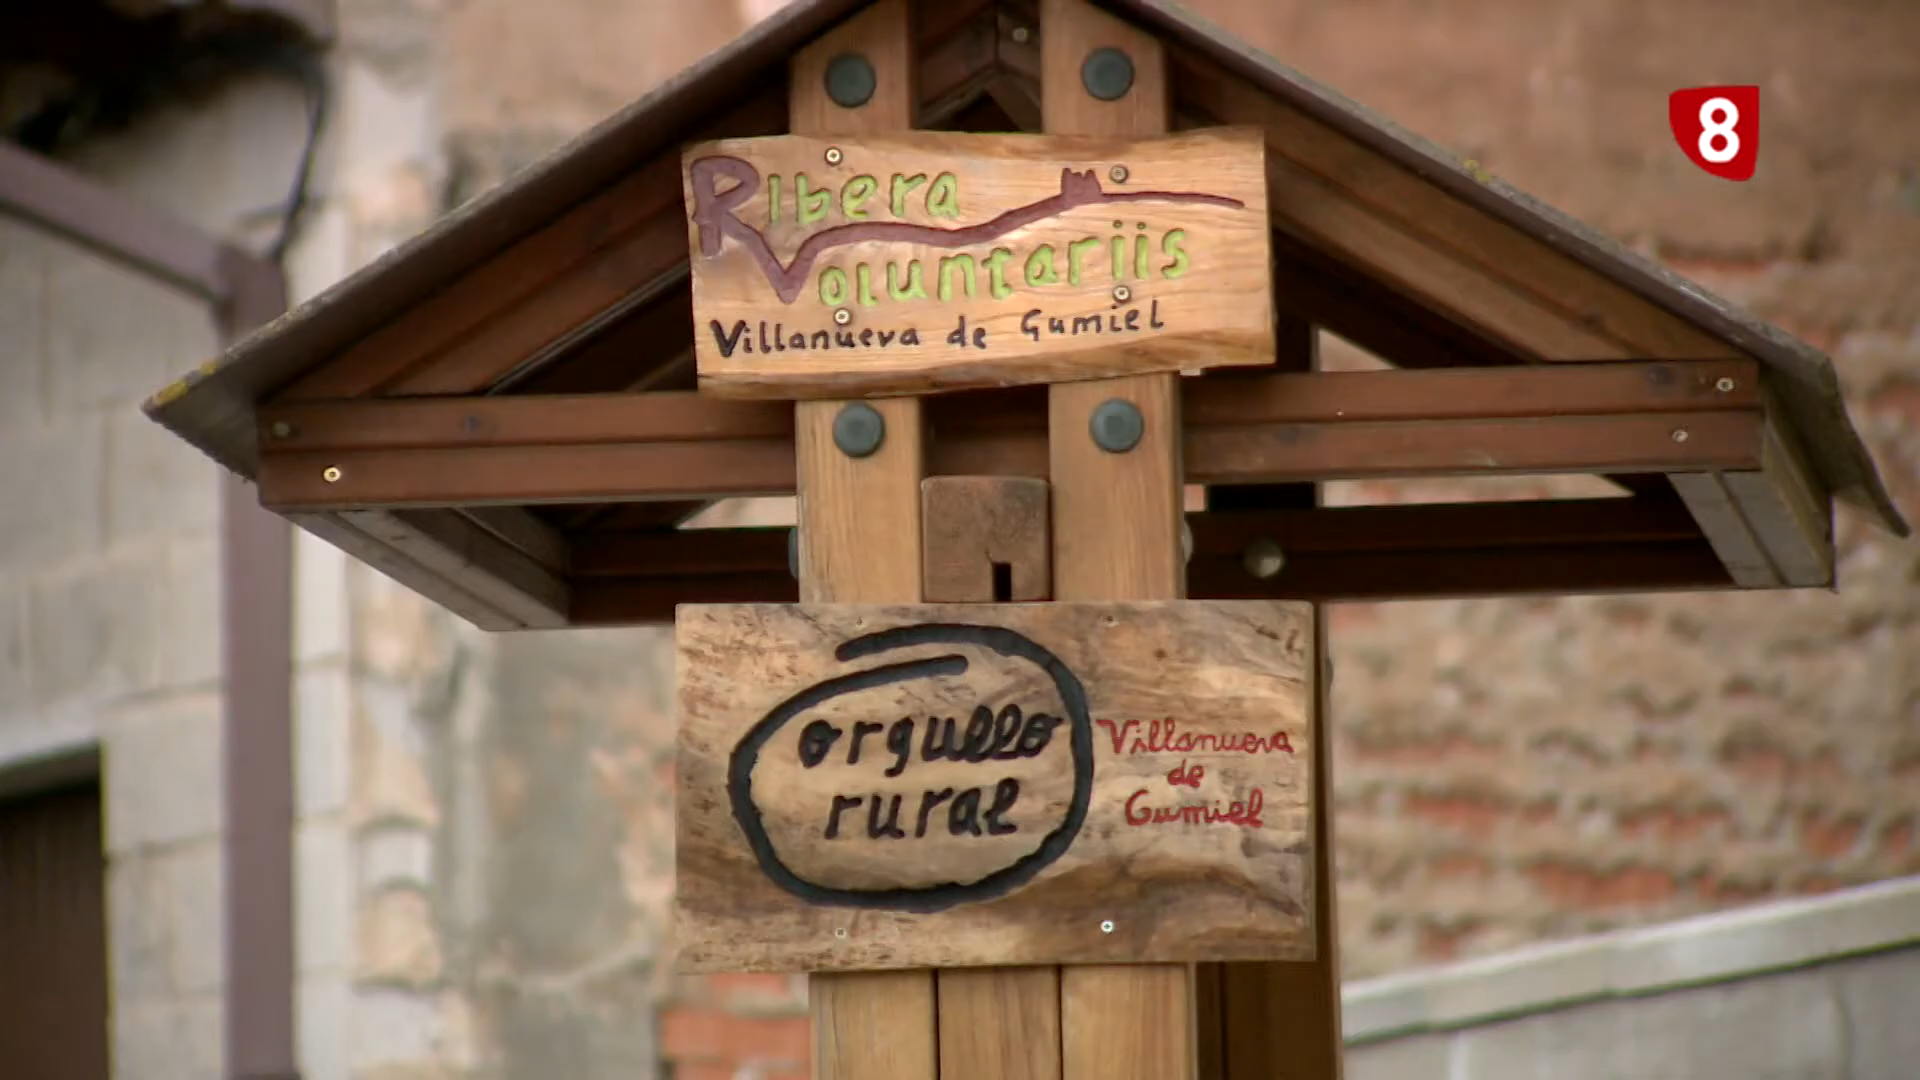 8
Ribera
Voluntariis
Villanueva de Gumiel
orgullo
rural
Villanueva
de
Gumiel